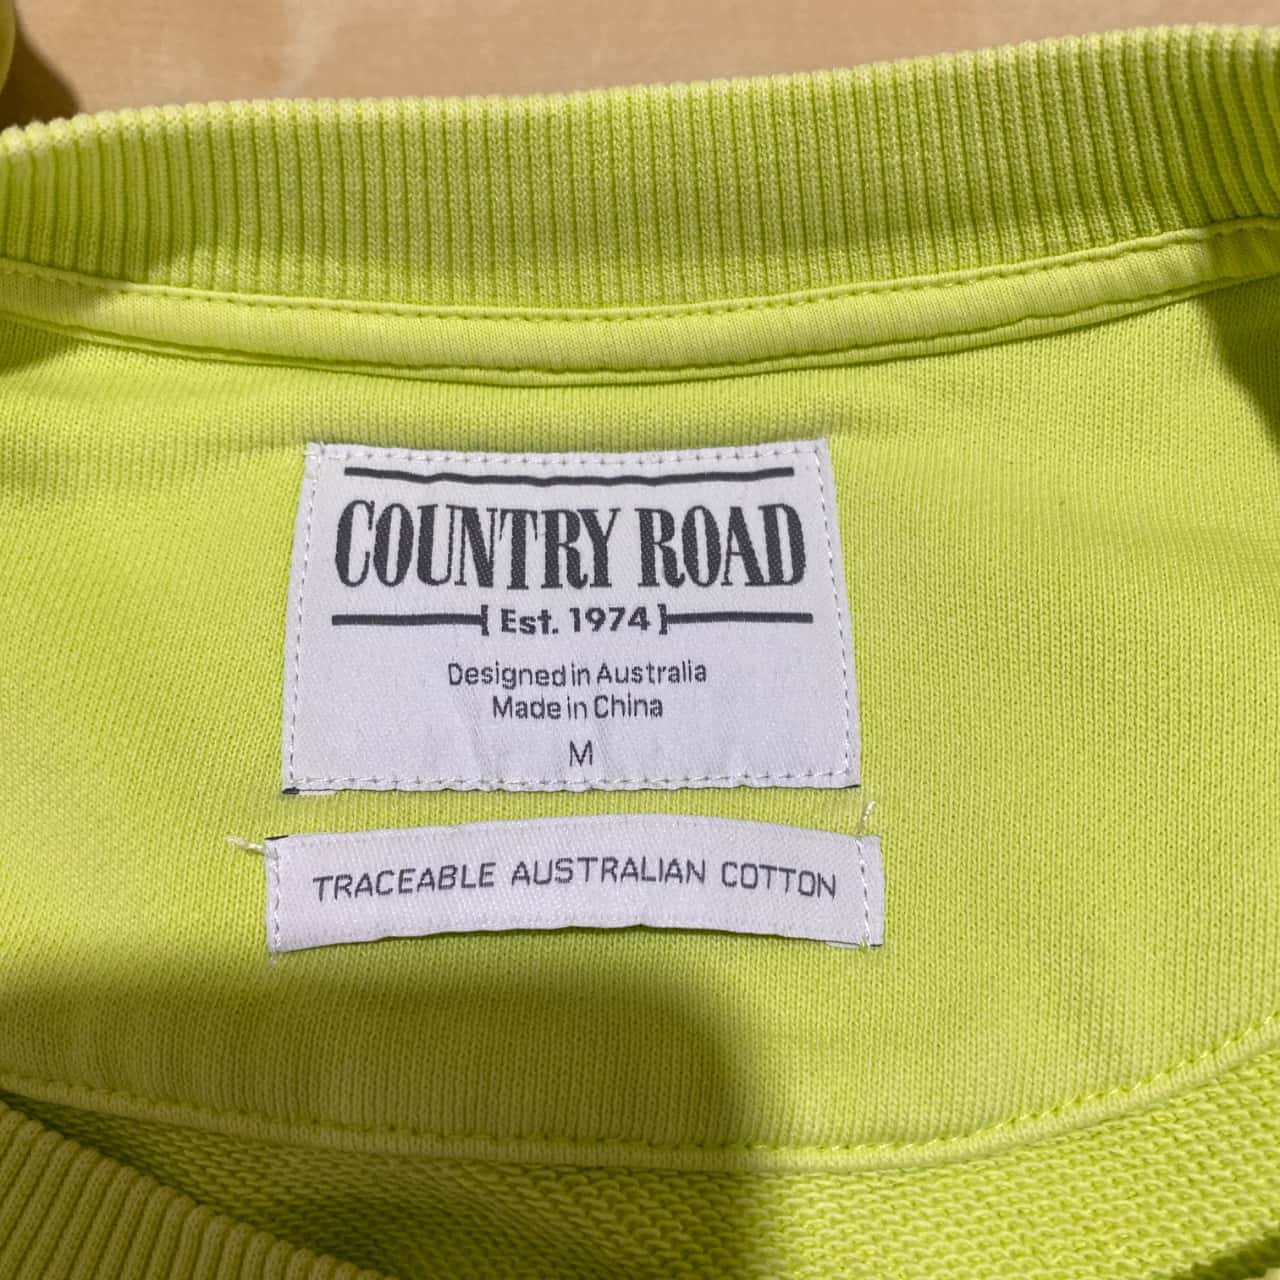 COUNTRY ROAD
[Est. 1974]
Designed in Australia
Made in China
M
TRACEABLE AUSTRALIAN COTTON